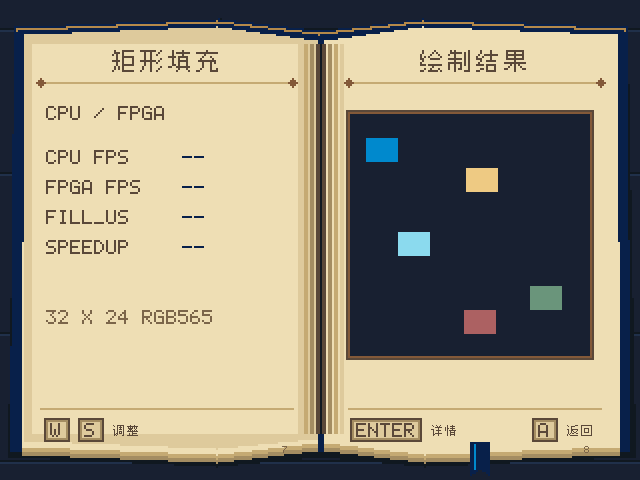 矩形填充
CPU / FPGA
CPU FPS --
FPGA FPS --
FILL_US --
SPEEDUP --
32 X 24 RGB565
W S 调整
7
绘制结果
ENTER 详情 A 返回
8